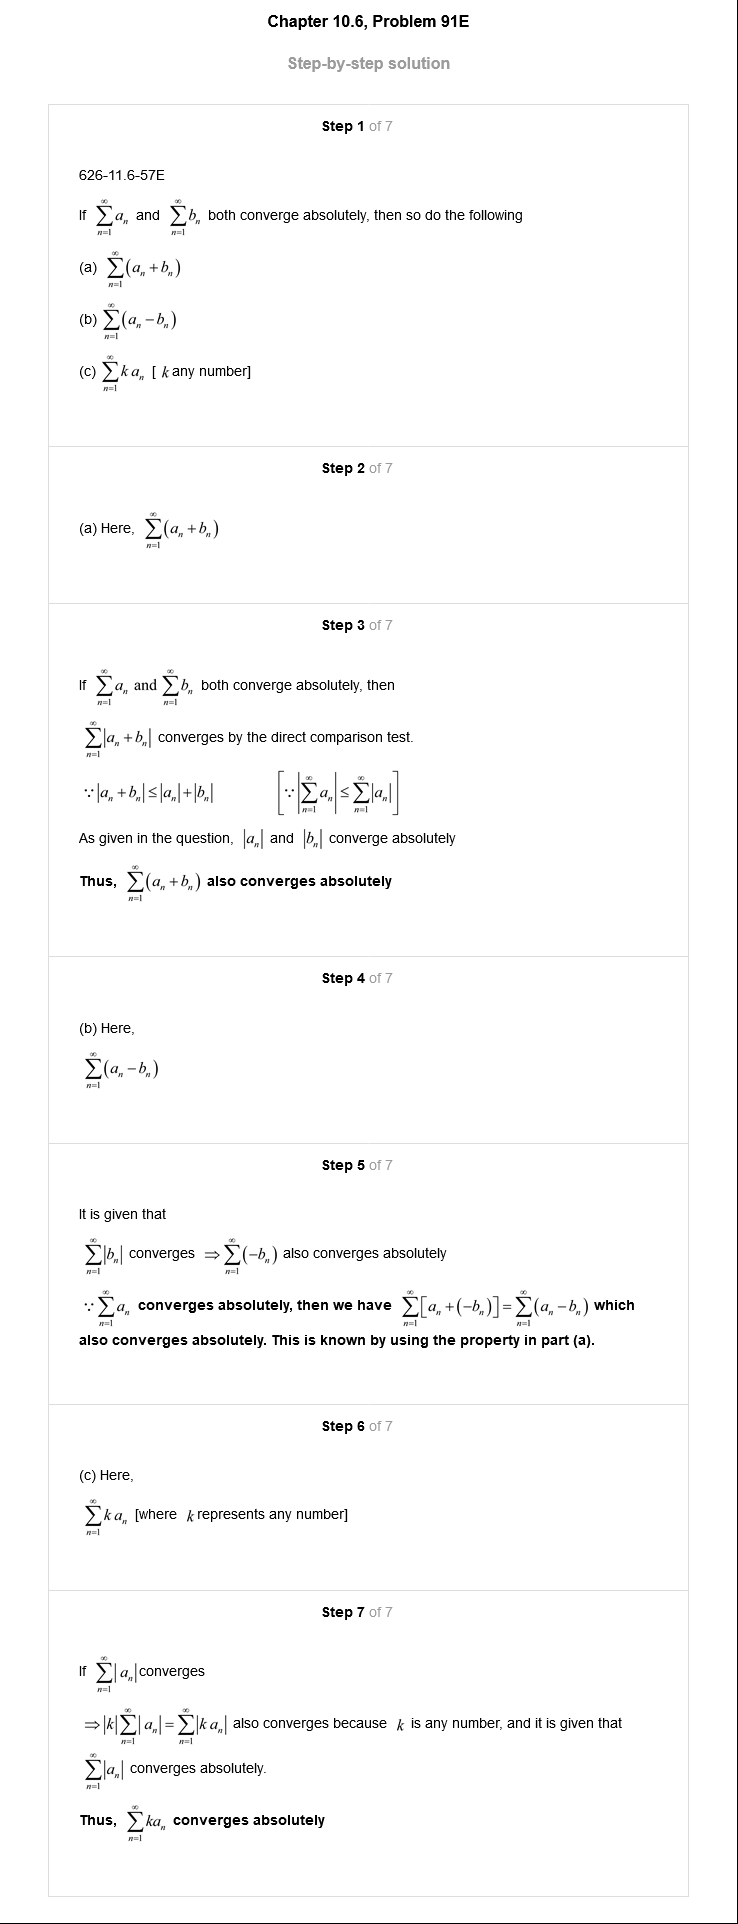 Chapter 10.6, Problem 91E
Step-by-step solution
Step 1 of 7
626-11.6-57E
If $\sum_{n=1}^{\infty} a_n$ and $\sum_{n=1}^{\infty} b_n$ both converge absolutely, then so do the following
(a) $\sum_{n=1}^{\infty} (a_n + b_n)$
(b) $\sum_{n=1}^{\infty} (a_n - b_n)$
(c) $\sum_{n=1}^{\infty} k a_n$ [ k any number]
Step 2 of 7
(a) Here, $\sum_{n=1}^{\infty} (a_n + b_n)$
Step 3 of 7
If $\sum_{n=1}^{\infty} a_n$ and $\sum_{n=1}^{\infty} b_n$ both converge absolutely, then
$\sum_{n=1}^{\infty} |a_n + b_n|$ converges by the direct comparison test.
$\because |a_n + b_n| \le |a_n| + |b_n|$ $\left[ \because \left| \sum_{n=1}^{\infty} a_n \right| \le \sum_{n=1}^{\infty} |a_n| \right]$
As given in the question, $|a_n|$ and $|b_n|$ converge absolutely
Thus, $\sum_{n=1}^{\infty} (a_n + b_n)$ also converges absolutely
Step 4 of 7
(b) Here,
$\sum_{n=1}^{\infty} (a_n - b_n)$
Step 5 of 7
It is given that
$\sum_{n=1}^{\infty} |b_n|$ converges $\Rightarrow \sum_{n=1}^{\infty} (-b_n)$ also converges absolutely
$\because \sum_{n=1}^{\infty} a_n$ converges absolutely, then we have $\sum_{n=1}^{\infty} [a_n + (-b_n)] = \sum_{n=1}^{\infty} (a_n - b_n)$ which
also converges absolutely. This is known by using the property in part (a).
Step 6 of 7
(c) Here,
$\sum_{n=1}^{\infty} k a_n$ [where k represents any number]
Step 7 of 7
If $\sum_{n=1}^{\infty} |a_n|$ converges
$\Rightarrow |k| \sum_{n=1}^{\infty} |a_n| = \sum_{n=1}^{\infty} |k a_n|$ also converges because k is any number, and it is given that
$\sum_{n=1}^{\infty} |a_n|$ converges absolutely.
Thus, $\sum_{n=1}^{\infty} k a_n$ converges absolutely